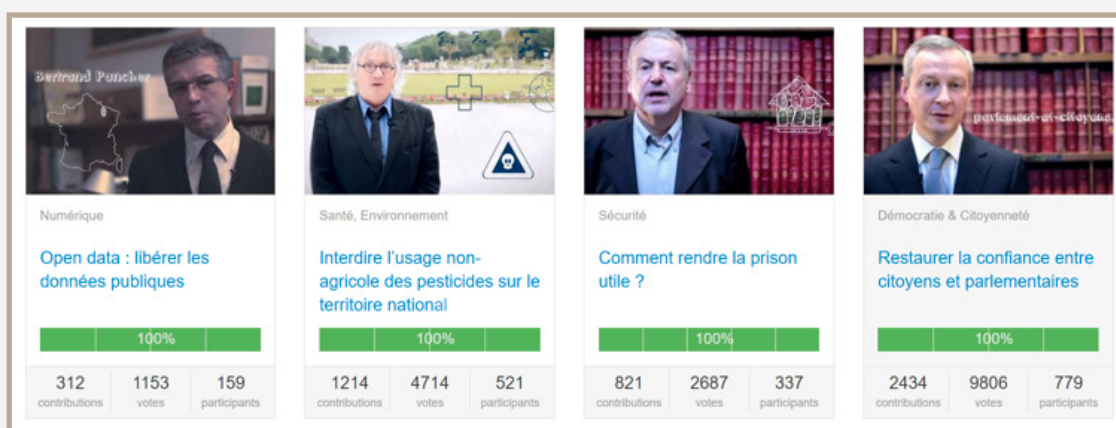 Bertrand Pancher
parlement-et-citoyens.
Numérique
Open data : libérer les
données publiques
100%
312
1153
159
contributions
votes
participants
Santé, Environnement
Interdire l'usage non-
agricole des pesticides sur le
territoire national
100%
1214
4714
521
contributions
votes
participants
Sécurité
Comment rendre la prison
utile ?
100%
821
2687
337
contributions
votes
participants
Démocratie & Citoyenneté
Restaurer la confiance entre
citoyens et parlementaires
100%
2434
9806
779
contributions
votes
participants